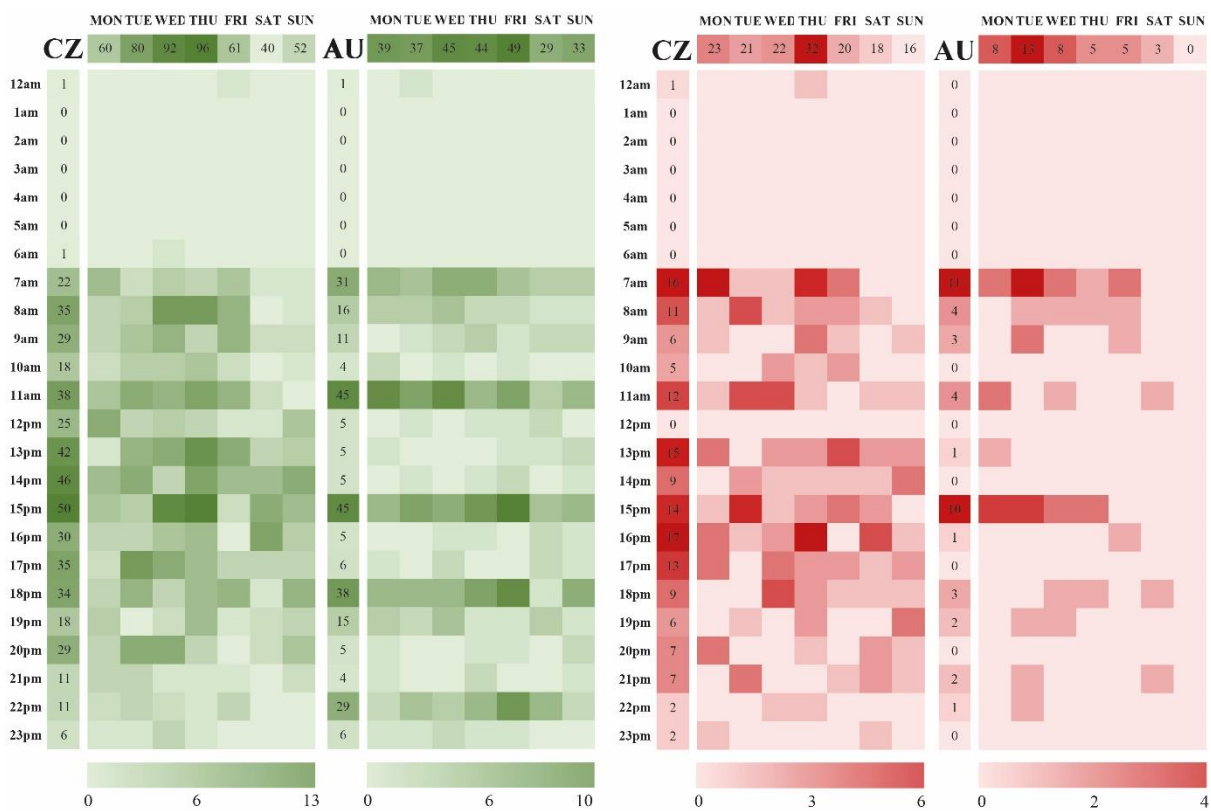 MON TUE WED THU FRI SAT SUN MON TUE WED THU FRI SAT SUN MON TUE WED THU FRI SAT SUN MON TUE WED THU FRI SAT SUN
CZ 60 80 92 96 61 40 52 AU 39 37 45 44 49 29 33 CZ 23 21 22 32 20 18 16 AU 8 15 8 5 5 3 0
12am 1 1 1 0
1am 0 0 0 0
2am 0 0 0 0
3am 0 0 0 0
4am 0 0 0 0
5am 0 0 0 0
6am 1 0 0 0
7am 22 31 16 11
8am 35 16 11 4
9am 29 11 6 3
10am 18 4 5 0
11am 38 45 12 4
12pm 25 5 0 0
13pm 42 5 15 1
14pm 46 5 9 0
15pm 50 45 14 10
16pm 30 5 17 1
17pm 35 6 13 0
18pm 34 38 9 3
19pm 18 15 6 2
20pm 29 5 7 0
21pm 11 4 7 2
22pm 11 29 2 1
23pm 6 6 2 0
0 6 13 0 6 10 0 3 6 0 2 4